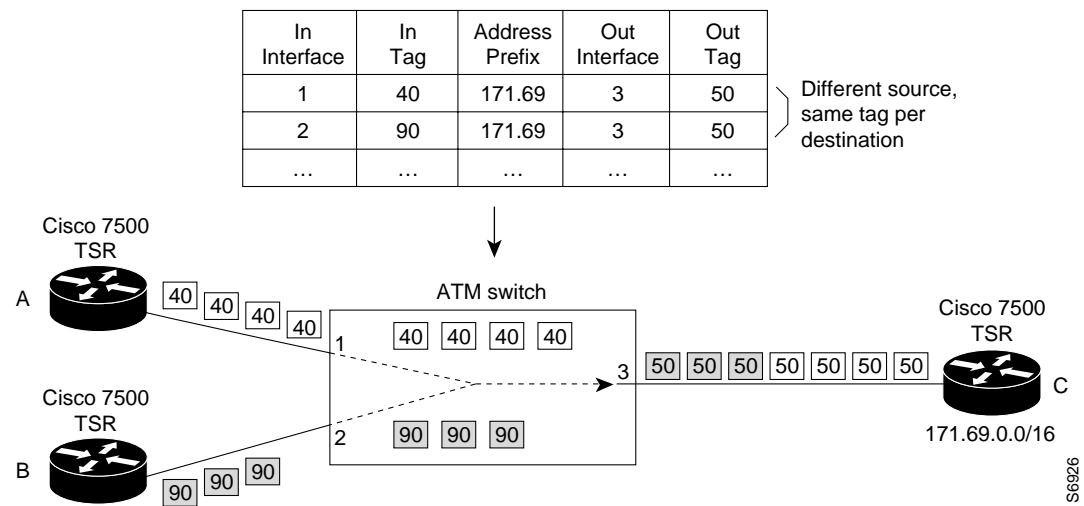 In Interface In Tag Address Prefix Out Interface Out Tag
1 40 171.69 3 50
2 90 171.69 3 50
... ... ... ... ...
Different source,
same tag per
destination
Cisco 7500
TSR
A
40 40 40 40
ATM switch
1
40 40 40 40
3
50 50 50 50 50 50 50
Cisco 7500
TSR
C
171.69.0.0/16
Cisco 7500
TSR
B
90 90 90
2
90 90 90
S6926